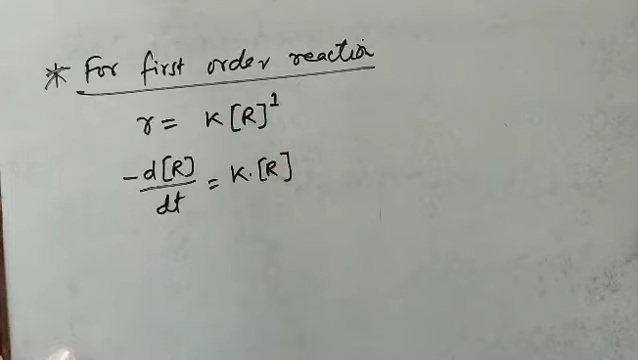 * For first order reaction
r = K[R]¹
-d[R]/dt = K.[R]